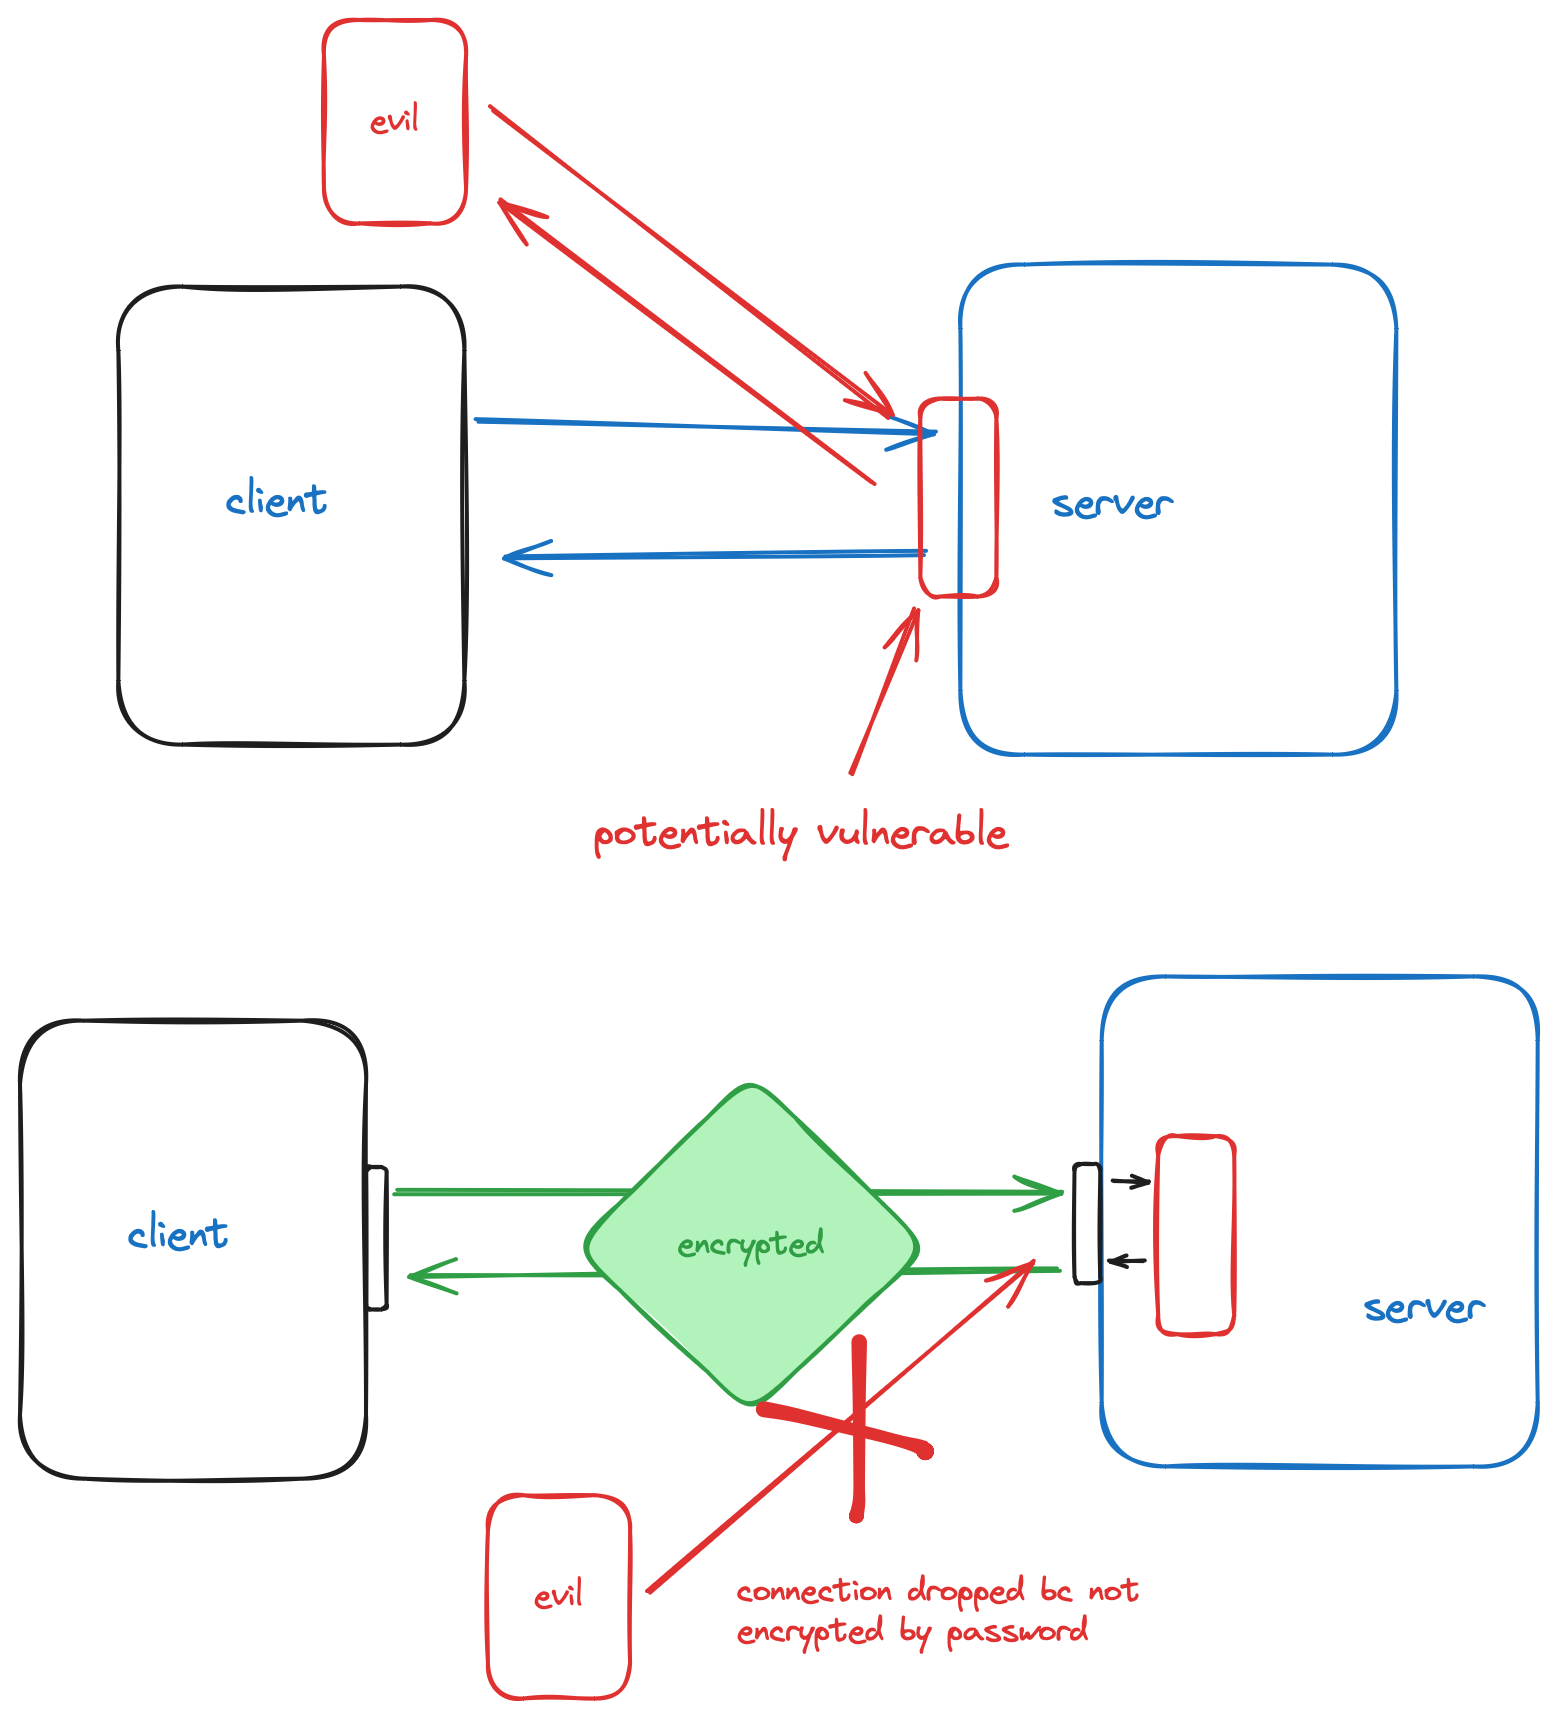 evil
client
server
potentially vulnerable
client
encrypted
server
evil
connection dropped bc not
encrypted by password